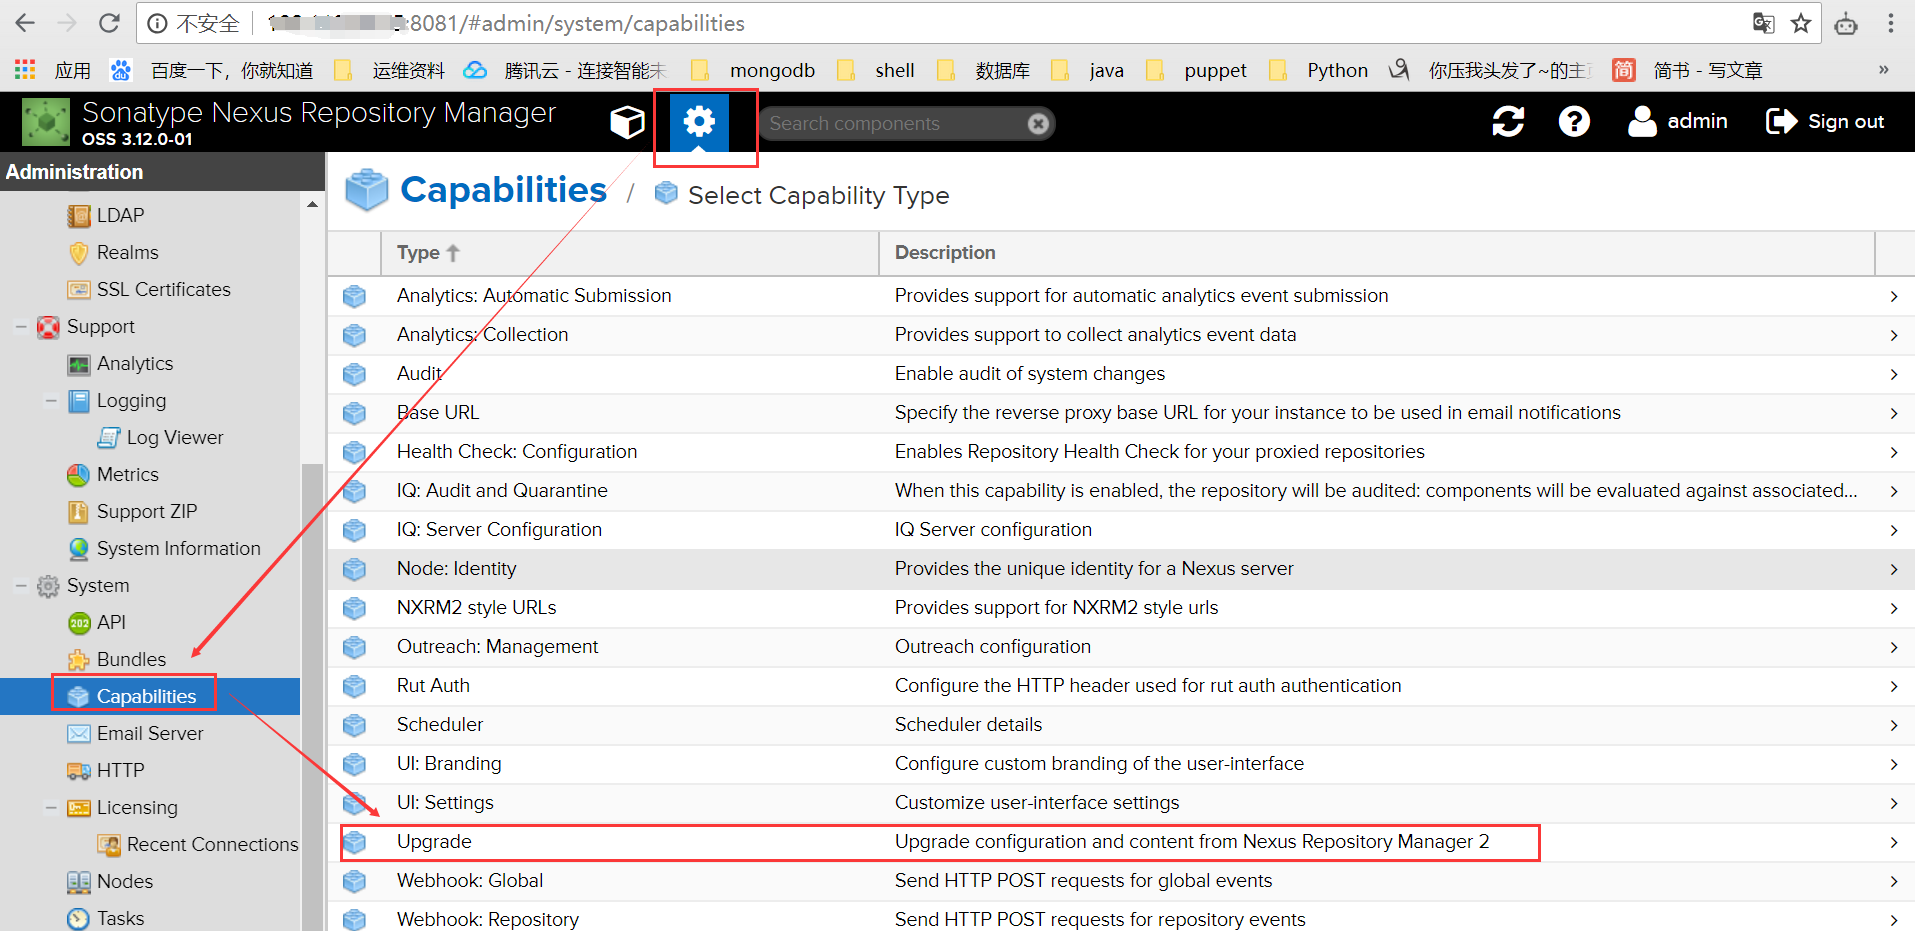 不安全 :8081/#admin/system/capabilities
应用 百度一下，你就知道 运维资料 腾讯云 - 连接智能未 mongodb shell 数据库 java puppet Python 你压我头发了~的主 简 简书 - 写文章 »
Sonatype Nexus Repository Manager
OSS 3.12.0-01
Search components
admin
Sign out
Administration
LDAP
Realms
SSL Certificates
Support
Analytics
Logging
Log Viewer
Metrics
Support ZIP
System Information
System
202 API
Bundles
Capabilities
Email Server
HTTP
Licensing
Recent Connections
Nodes
Tasks
Capabilities / Select Capability Type
Type Description
Analytics: Automatic Submission Provides support for automatic analytics event submission
Analytics: Collection Provides support to collect analytics event data
Audit Enable audit of system changes
Base URL Specify the reverse proxy base URL for your instance to be used in email notifications
Health Check: Configuration Enables Repository Health Check for your proxied repositories
IQ: Audit and Quarantine When this capability is enabled, the repository will be audited: components will be evaluated against associated...
IQ: Server Configuration IQ Server configuration
Node: Identity Provides the unique identity for a Nexus server
NXRM2 style URLs Provides support for NXRM2 style urls
Outreach: Management Outreach configuration
Rut Auth Configure the HTTP header used for rut auth authentication
Scheduler Scheduler details
UI: Branding Configure custom branding of the user-interface
UI: Settings Customize user-interface settings
Upgrade Upgrade configuration and content from Nexus Repository Manager 2
Webhook: Global Send HTTP POST requests for global events
Webhook: Repository Send HTTP POST requests for repository events